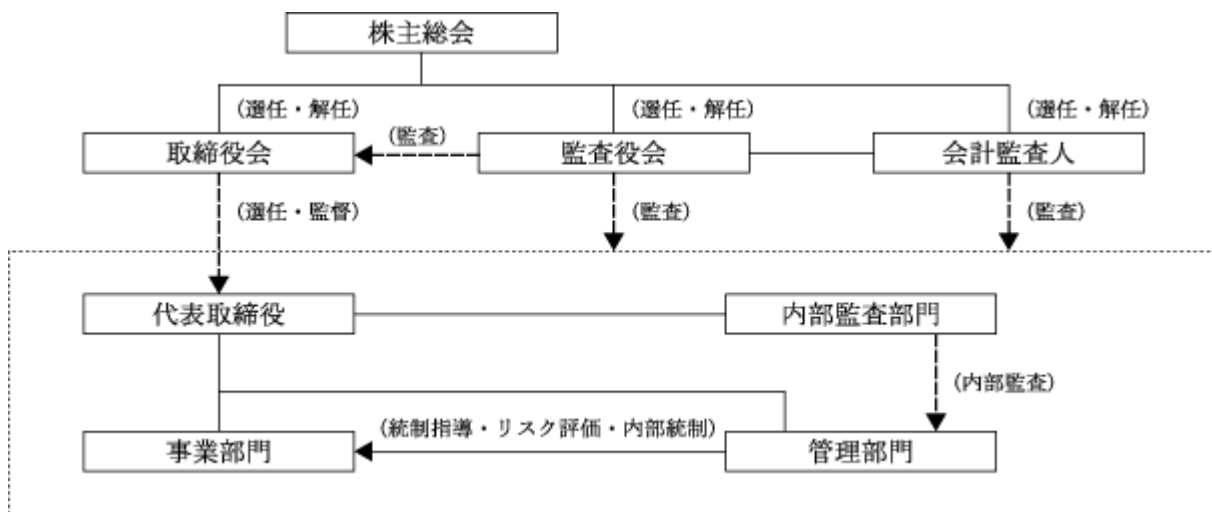 株主総会
(選任・解任)
(選任・解任)
(選任・解任)
取締役会
(監査)
監査役会
会計監査人
(選任・監督)
(監査)
(監査)
代表取締役
内部監査部門
(内部監査)
事業部門
(統制指導・リスク評価・内部統制)
管理部門